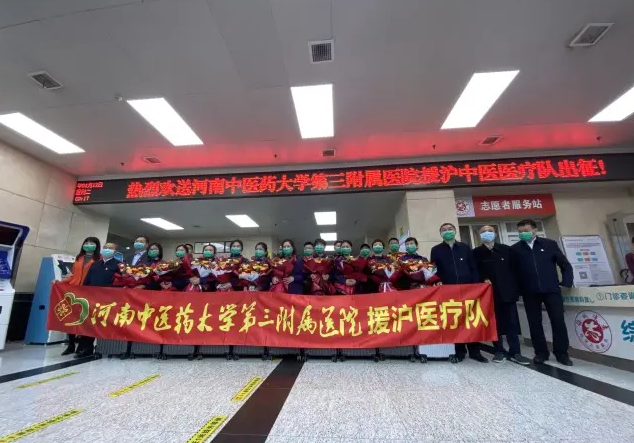 热烈欢送河南中医药大学第三附属医院援沪中医医疗队出征!
志愿者服务站
河南中医药大学第三附属医院援沪医疗队